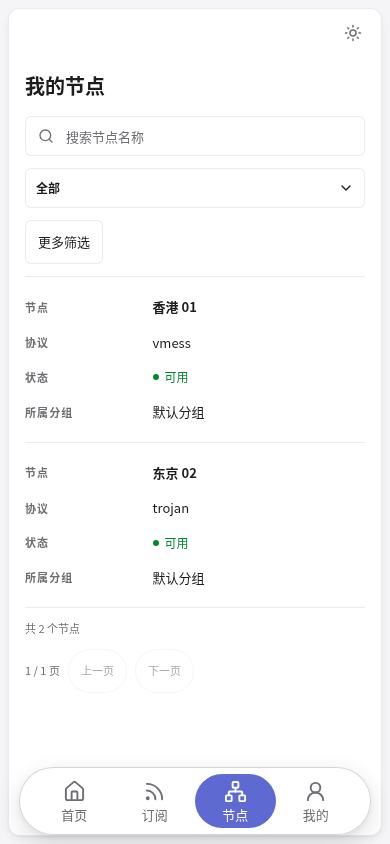 我的节点
搜索节点名称
全部
更多筛选
节点 香港 01
协议 vmess
状态 可用
所属分组 默认分组
节点 东京 02
协议 trojan
状态 可用
所属分组 默认分组
共 2 个节点
1 / 1 页 上一页 下一页
首页 订阅 节点 我的